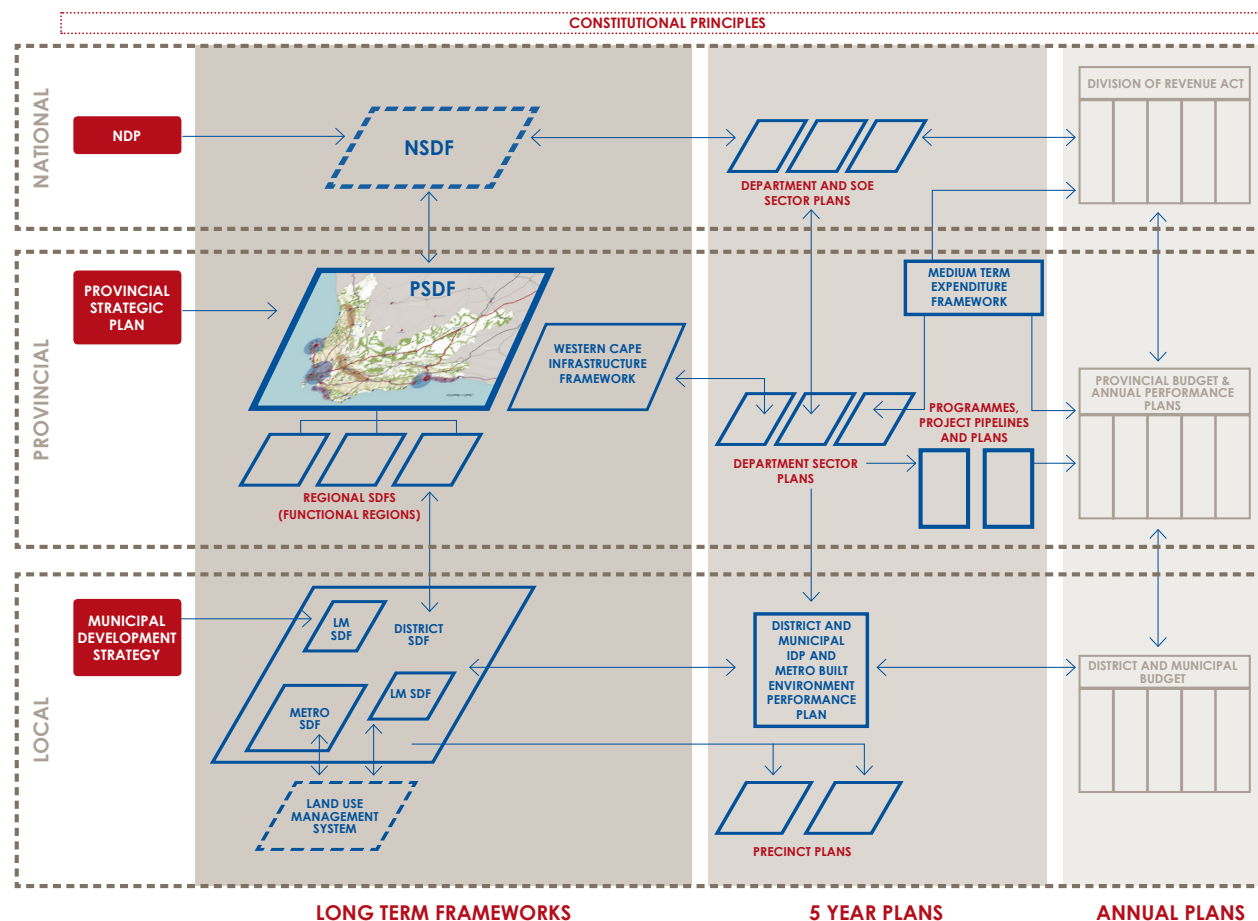 CONSTITUTIONAL PRINCIPLES
NATIONAL
NDP
NSDF
DEPARTMENT AND SOE
SECTOR PLANS
DIVISION OF REVENUE ACT
PROVINCIAL
PROVINCIAL
STRATEGIC
PLAN
PSDF
WESTERN CAPE
INFRASTRUCTURE
FRAMEWORK
MEDIUM TERM
EXPENDITURE
FRAMEWORK
REGIONAL SDFS
(FUNCTIONAL REGIONS)
DEPARTMENT SECTOR
PLANS
PROGRAMMES,
PROJECT PIPELINES
AND PLANS
PROVINCIAL BUDGET &
ANNUAL PERFORMANCE
PLANS
LOCAL
MUNICIPAL
DEVELOPMENT
STRATEGY
LM
SDF
DISTRICT
SDF
LM SDF
METRO
SDF
LAND USE
MANAGEMENT
SYSTEM
DISTRICT AND
MUNICIPAL
IDP AND
METRO BUILT
ENVIRONMENT
PERFORMANCE
PLAN
PRECINCT PLANS
DISTRICT AND MUNICIPAL
BUDGET
LONG TERM FRAMEWORKS
5 YEAR PLANS
ANNUAL PLANS